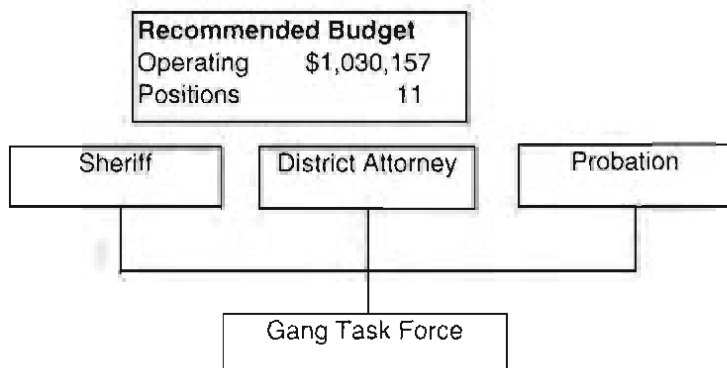 Recommended Budget
Operating $1,030,157
Positions 11
Sheriff
District Attorney
Probation
Gang Task Force